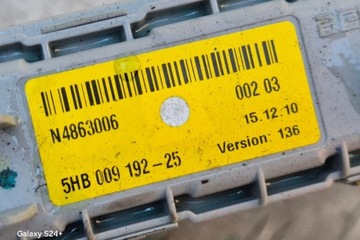 N4863006
002 03
15.12.10
5HB 009 192-25
Version: 136
Galaxy S24+